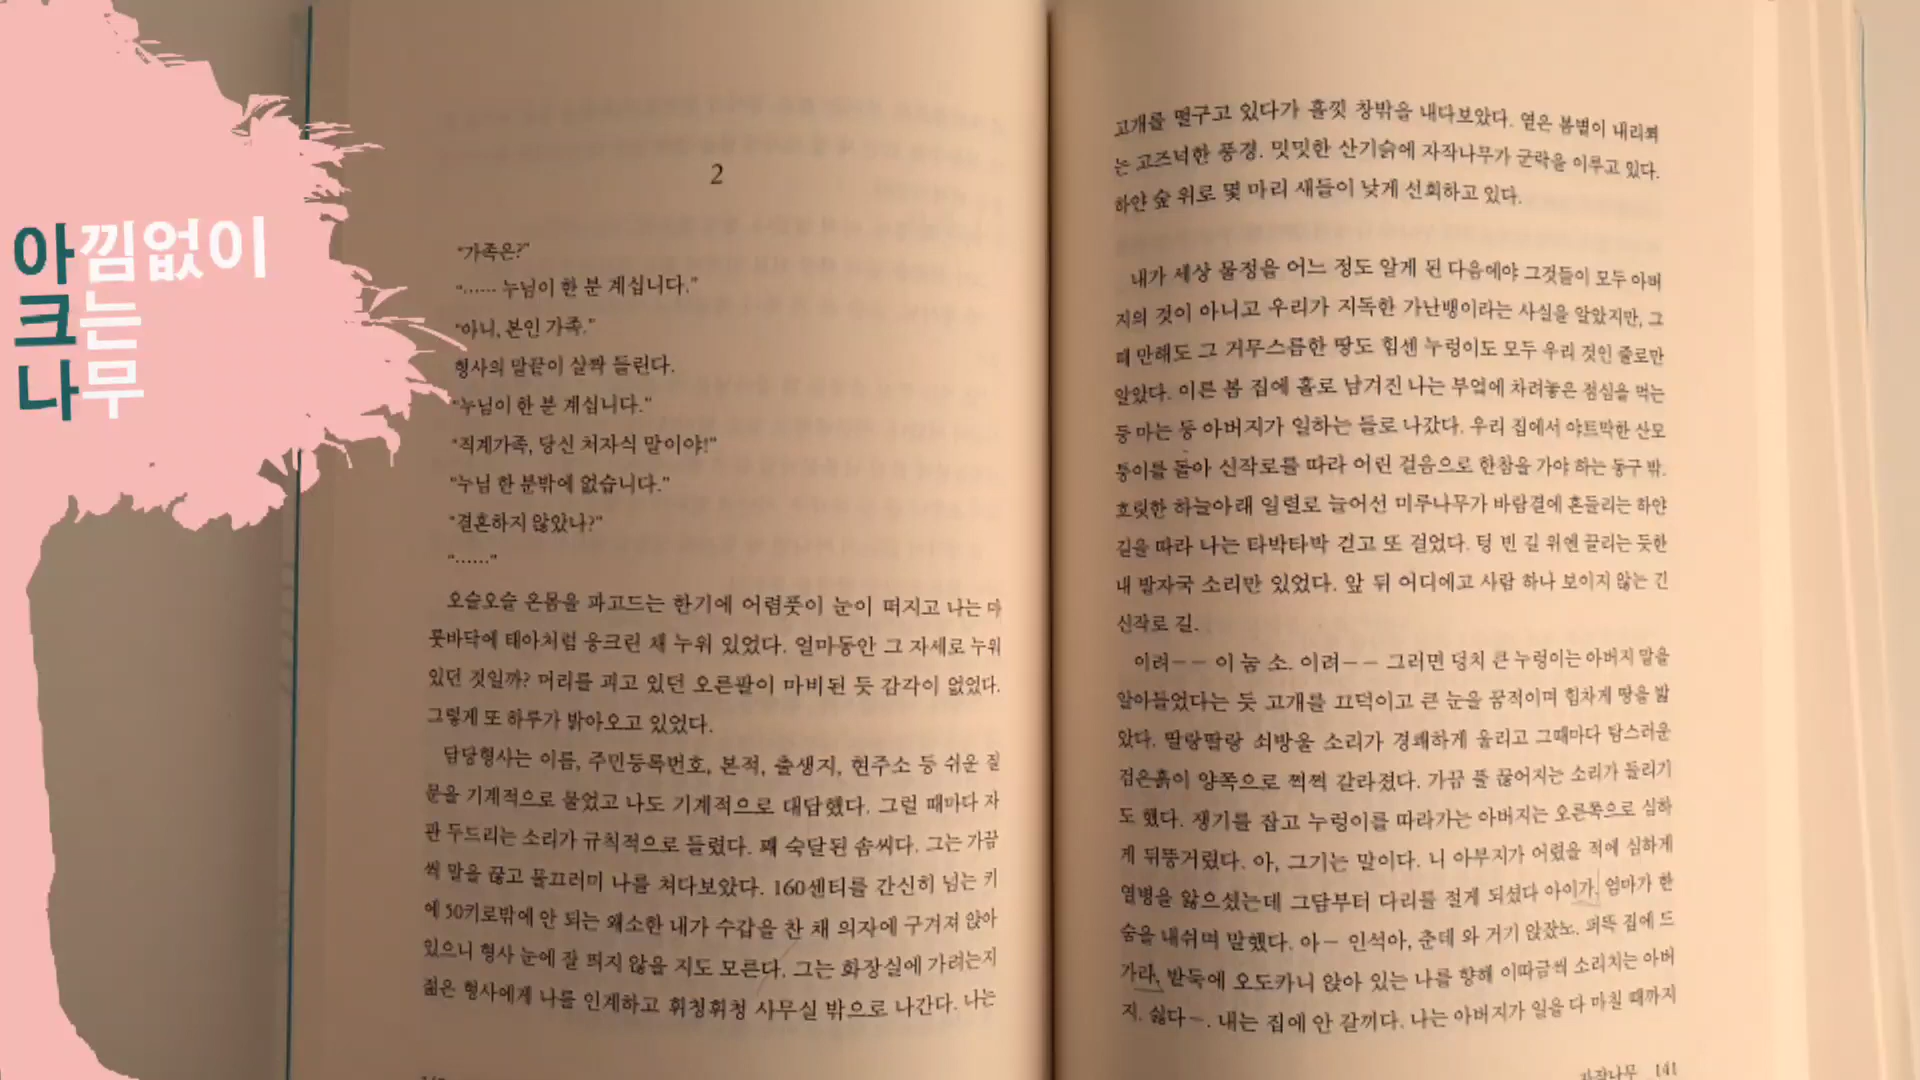 아낌없이
크는
나무
2
"가족은?"
"…… 누님이 한 분 계십니다."
"아니, 본인 가족."
형사의 말끝이 살짝 들린다.
"누님이 한 분 계십니다."
"직계가족, 당신 처자식 말이야!"
"누님 한 분밖에 없습니다."
"결혼하지 않았나?"
"……"
오슬오슬 온몸을 파고드는 한기에 어렴풋이 눈이 떠지고 나는 마
룻바닥에 태아처럼 웅크린 채 누워 있었다. 얼마동안 그 자세로 누워
있던 것일까? 머리를 괴고 있던 오른팔이 마비된 듯 감각이 없었다.
그렇게 또 하루가 밝아오고 있었다.
담당형사는 이름, 주민등록번호, 본적, 출생지, 현주소 등 쉬운 질
문을 기계적으로 물었고 나도 기계적으로 대답했다. 그럴 때마다 자
판 두드리는 소리가 규칙적으로 들렸다. 꽤 숙달된 솜씨다. 그는 가끔
씩 말을 끊고 물끄러미 나를 쳐다보았다. 160센티를 간신히 넘는 키
에 50키로밖에 안 되는 왜소한 내가 수갑을 찬 채 의자에 구겨져 앉아
있으니 형사 눈에 잘 띄지 않을 지도 모른다. 그는 화장실에 가려는지
젊은 형사에게 나를 인계하고 휘청휘청 사무실 밖으로 나간다. 나는
고개를 떨구고 있다가 흘낏 창밖을 내다보았다. 옅은 봄볕이 내리쬐
는 고즈넉한 풍경. 밋밋한 산기슭에 자작나무가 군락을 이루고 있다.
하얀 숲 위로 몇 마리 새들이 낮게 선회하고 있다.
내가 세상 물정을 어느 정도 알게 된 다음에야 그것들이 모두 아버
지의 것이 아니고 우리가 지독한 가난뱅이라는 사실을 알았지만, 그
때 만해도 그 거무스름한 땅도 힘센 누렁이도 모두 우리 것인 줄로만
알았다. 이른 봄 집에 홀로 남겨진 나는 부엌에 차려놓은 점심을 먹는
둥 마는 둥 아버지가 일하는 들로 나갔다. 우리 집에서 야트막한 산모
퉁이를 돌아 신작로를 따라 어린 걸음으로 한참을 가야 하는 동구 밖.
흐릿한 하늘아래 일렬로 늘어선 미루나무가 바람결에 흔들리는 하얀
길을 따라 나는 타박타박 걷고 또 걸었다. 텅 빈 길 위엔 끌리는 듯한
내 발자국 소리만 있었다. 앞 뒤 어디에고 사람 하나 보이지 않는 긴
신작로 길.
이려―― 이 눔 소. 이려―― 그러면 덩치 큰 누렁이는 아버지 말을
알아들었다는 듯 고개를 끄덕이고 큰 눈을 꿈적이며 힘차게 땅을 밟
았다. 딸랑딸랑 쇠방울 소리가 경쾌하게 울리고 그때마다 탐스러운
검은흙이 양쪽으로 쩍쩍 갈라졌다. 가끔 풀 끊어지는 소리가 들리기
도 했다. 쟁기를 잡고 누렁이를 따라가는 아버지는 오른쪽으로 심하
게 뒤뚱거렸다. 아, 그기는 말이다. 니 아부지가 어렸을 적에 심하게
열병을 앓으셨는데 그담부터 다리를 절게 되셨다 아이가. 엄마가 한
숨을 내쉬며 말했다. 아― 인석아, 춘데 와 거기 앉잤노. 퍼뜩 집에 드
가라. 밭둑에 오도카니 앉아 있는 나를 향해 이따금씩 소리치는 아버
지. 싫다―. 내는 집에 안 갈끼다. 나는 아버지가 일을 다 마칠 때까지
자작나무 141